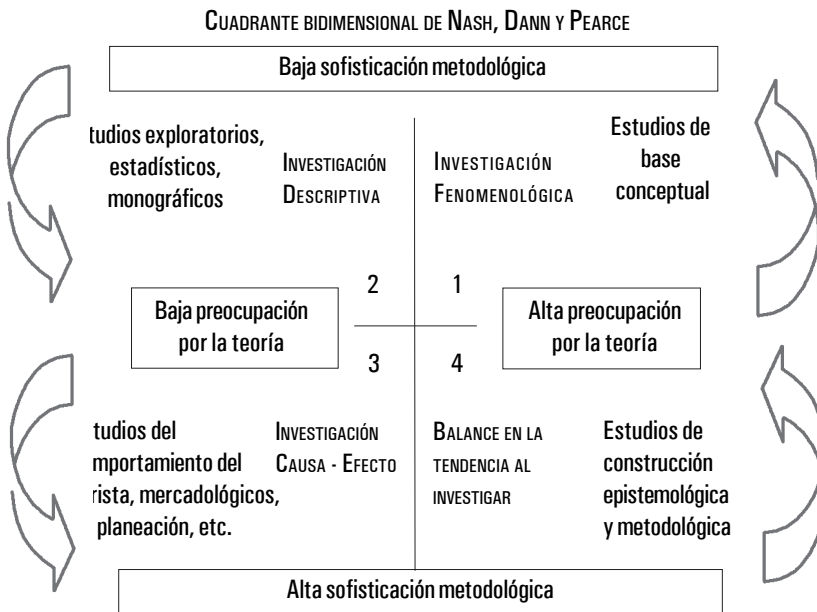 CUADRANTE BIDIMENSIONAL DE NASH, DANN Y PEARCE
Baja sofisticación metodológica
tudios exploratorios,
estadísticos,
monográficos
INVESTIGACIÓN
DESCRIPTIVA
INVESTIGACIÓN
FENOMENOLÓGICA
Estudios de
base
conceptual
2
1
Baja preocupación
por la teoría
Alta preocupación
por la teoría
3
4
tudios del
mportamiento del
rista, mercadológicos,
planeación, etc.
INVESTIGACIÓN
CAUSA - EFECTO
BALANCE EN LA
TENDENCIA AL
INVESTIGAR
Estudios de
construcción
epistemológica
y metodológica
Alta sofisticación metodológica